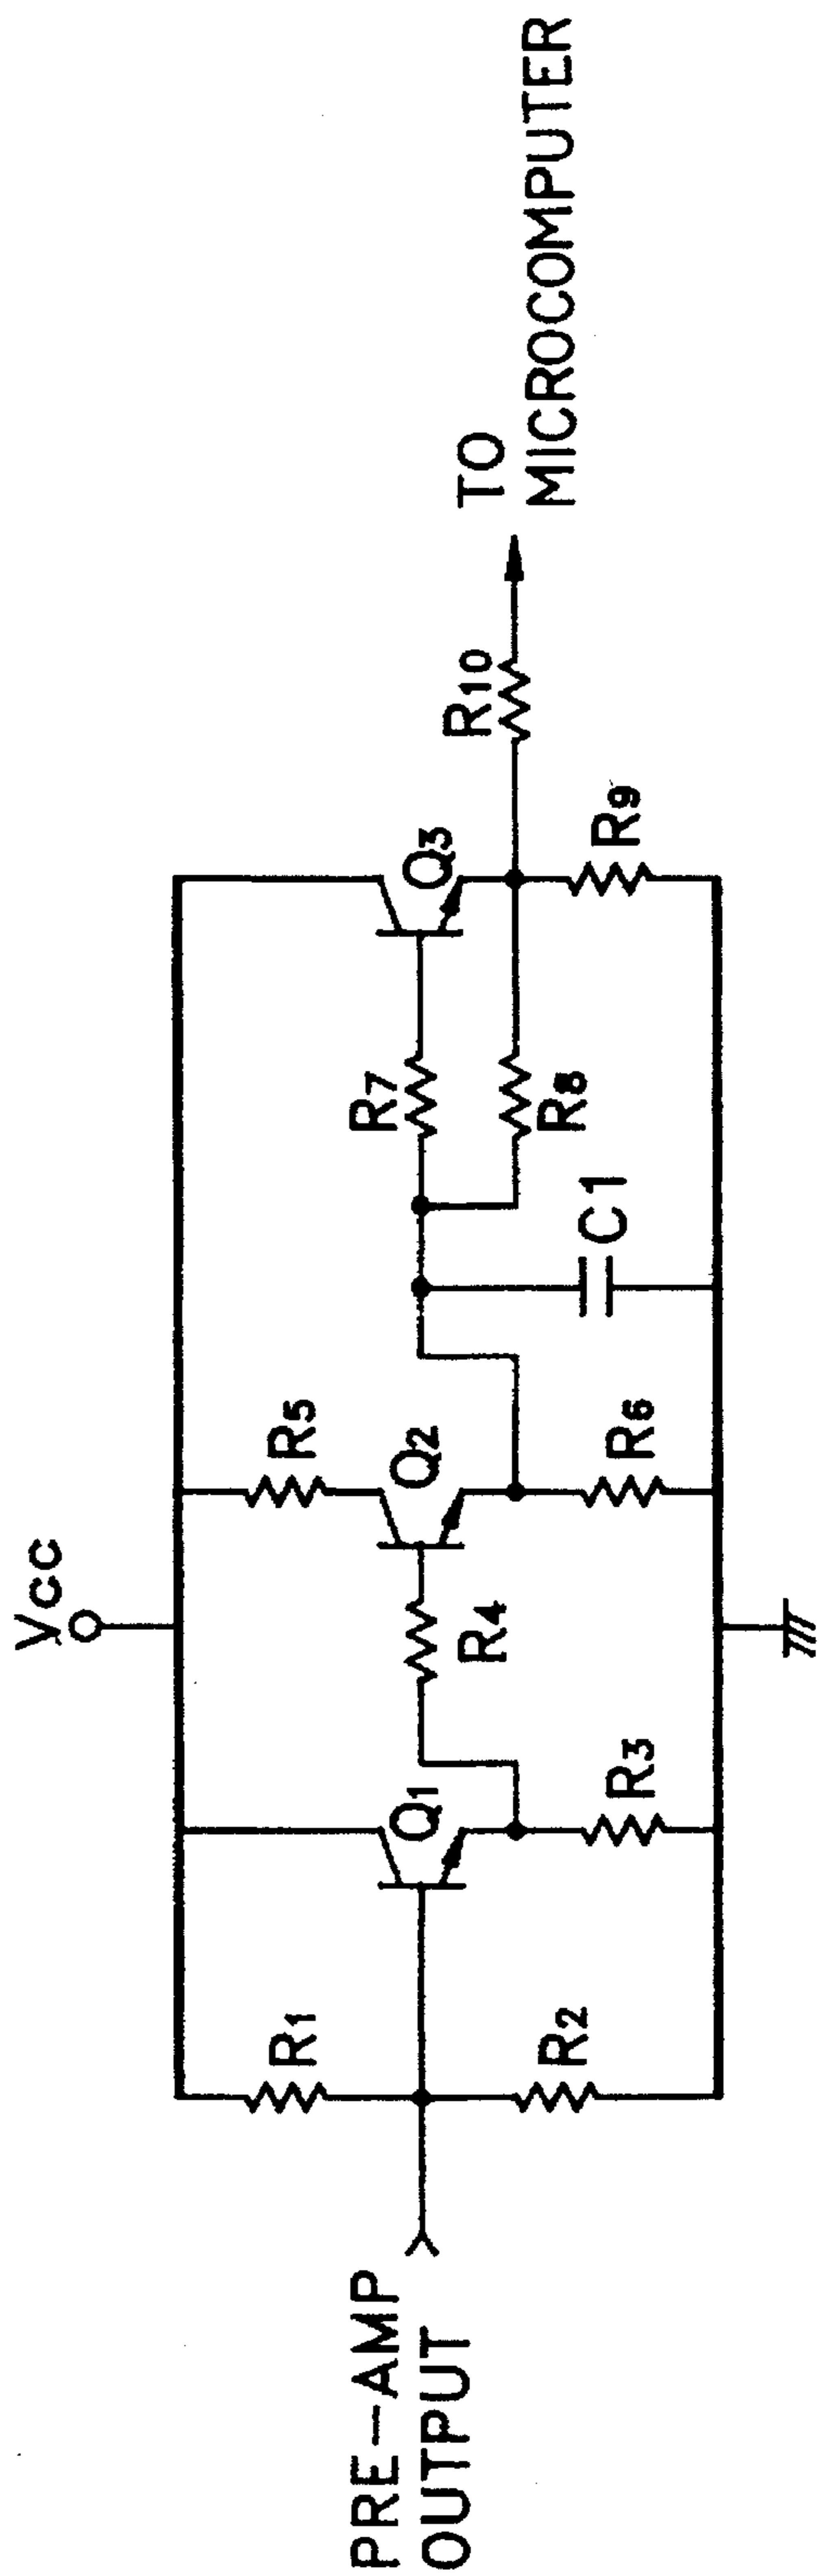 Vcc
R1
Q1
R5
Q2
R4
R7
Q3
R10
TO
MICROCOMPUTER
PRE-AMP
OUTPUT
R2
R3
R6
C1
R8
R9